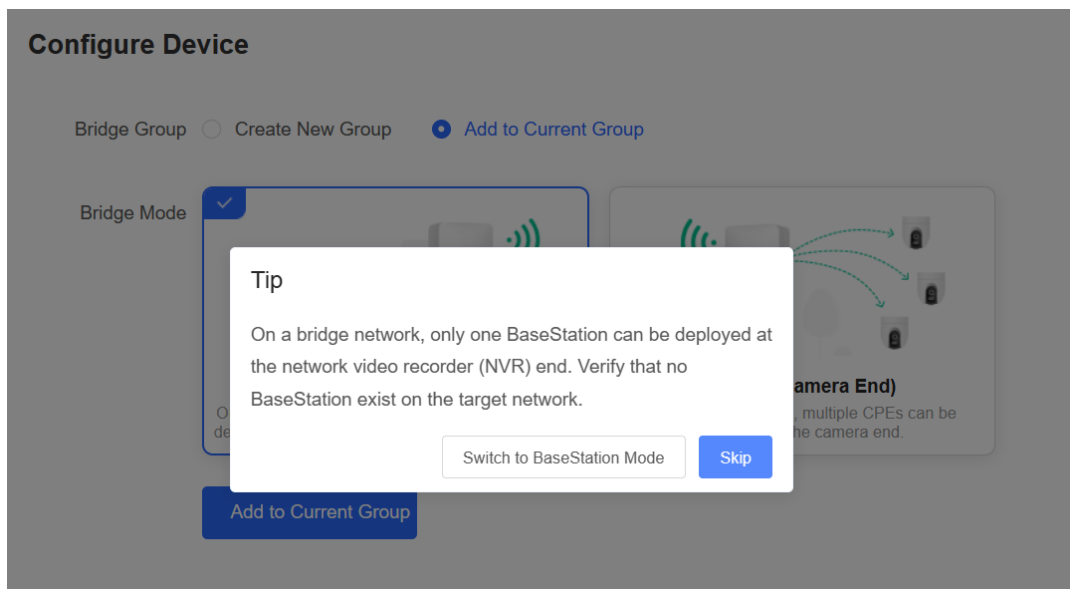 Configure Device
Bridge Group
Create New Group
Add to Current Group
Bridge Mode
Tip
On a bridge network, only one BaseStation can be deployed at
the network video recorder (NVR) end. Verify that no
BaseStation exist on the target network.
Switch to BaseStation Mode
Skip
amera End)
, multiple CPEs can be
he camera end.
Add to Current Group